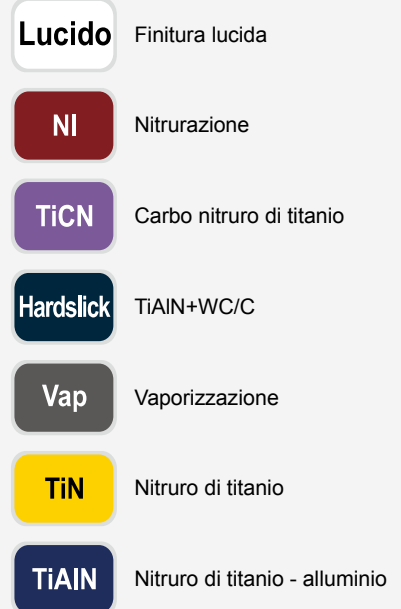 Lucido Finitura lucida
NI Nitrurazione
TiCN Carbo nitruro di titanio
Hardslick TiAlN+WC/C
Vap Vaporizzazione
TiN Nitruro di titanio
TiAlN Nitruro di titanio - alluminio